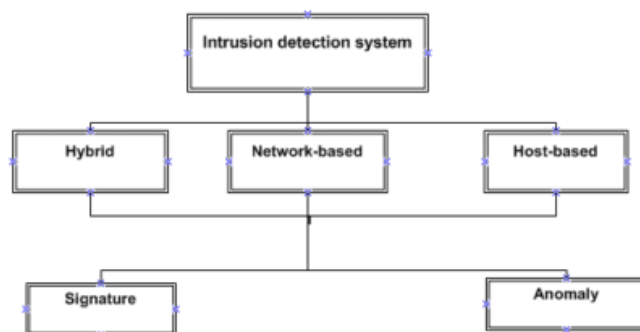 Intrusion detection system
Hybrid
Network-based
Host-based
Signature
Anomaly